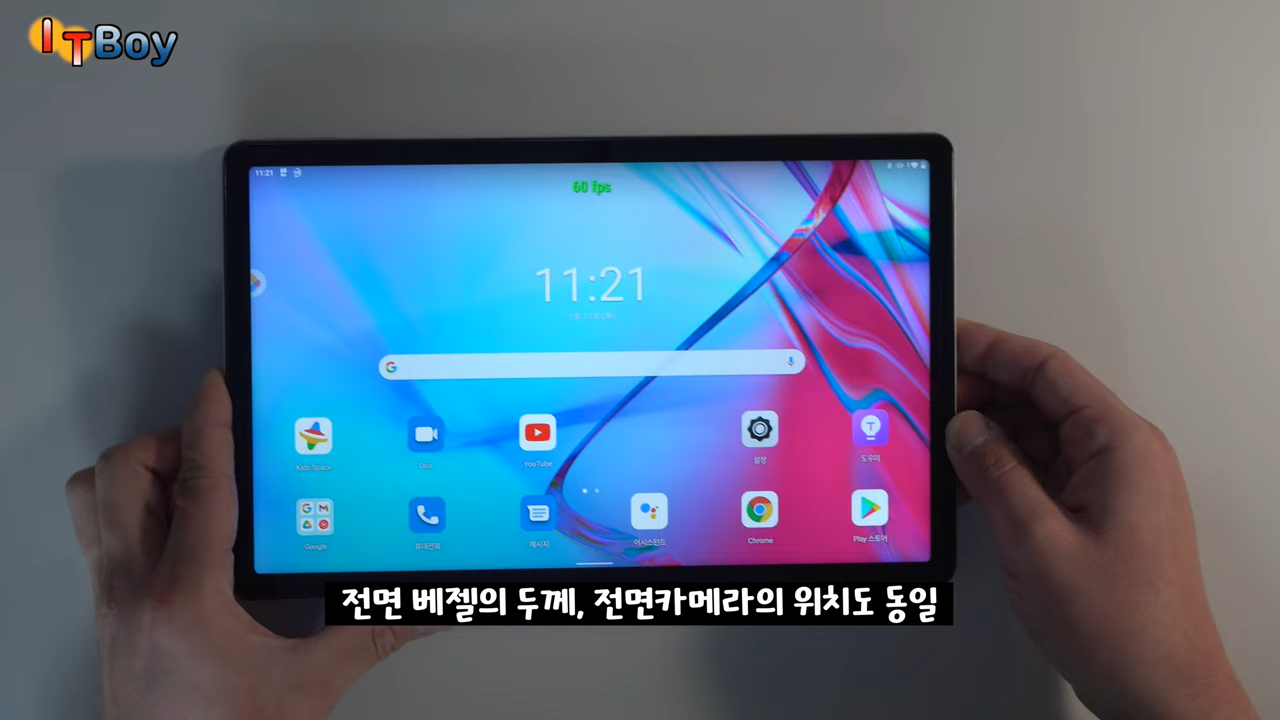 ITBoy
11:21
60 fps
11:21
Kids Space
Duo
YouTube
설정
도우미
Google
휴대전화
메시지
어시스턴트
Chrome
Play 스토어
전면 베젤의 두께, 전면카메라의 위치도 동일